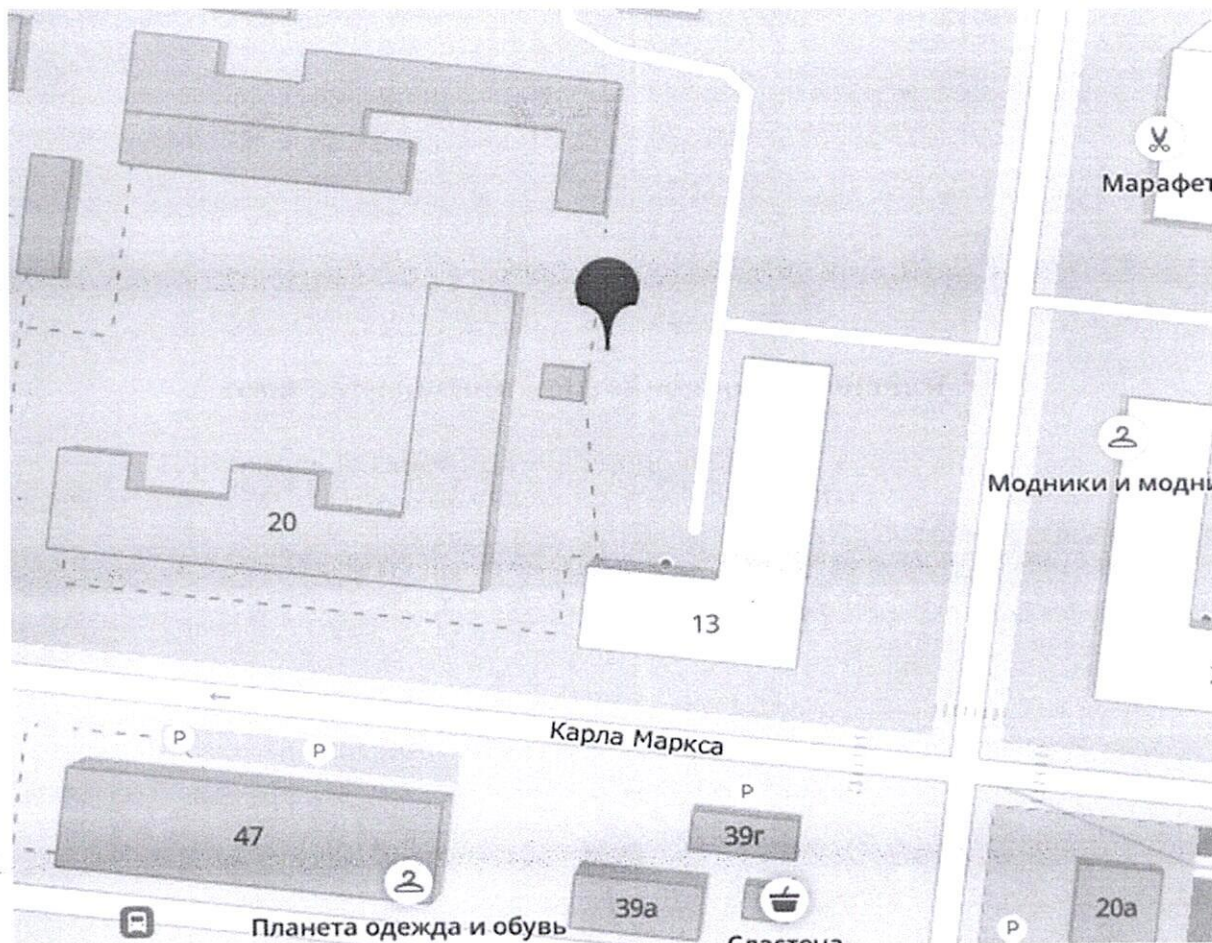 Марафет
Модники и модни
20
13
Карла Маркса
P
P
P
47
39г
39а
20а
Планета одежда и обувь
P